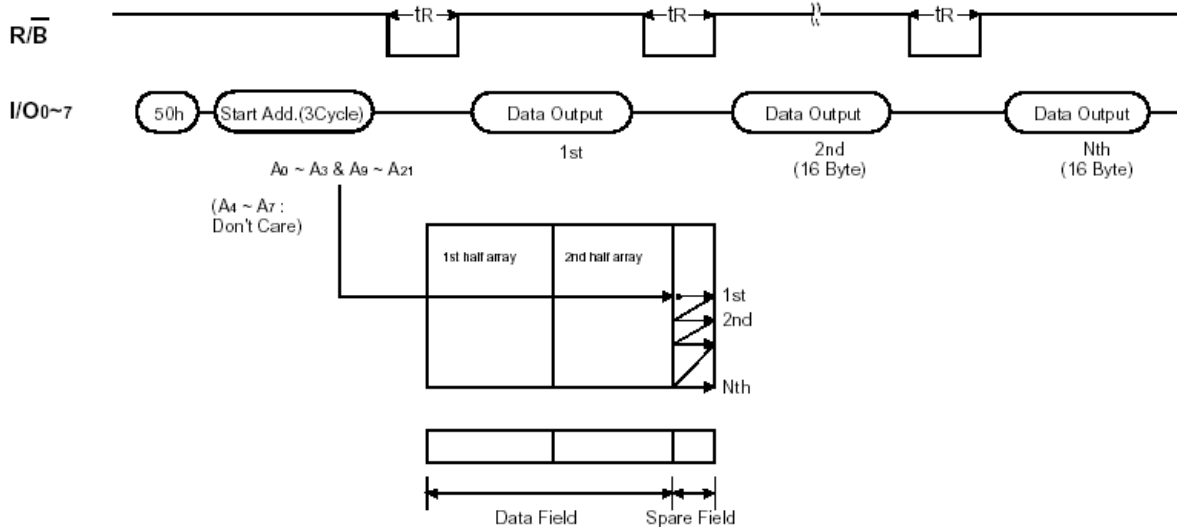 R/B tR tR tR
I/O0~7 50h Start Add.(3Cycle) Data Output Data Output Data Output
1st 2nd Nth
(16 Byte) (16 Byte)
A0 ~ A3 & A9 ~ A21
(A4 ~ A7 :
Don't Care)
1st half array 2nd half array
1st
2nd
Nth
Data Field Spare Field